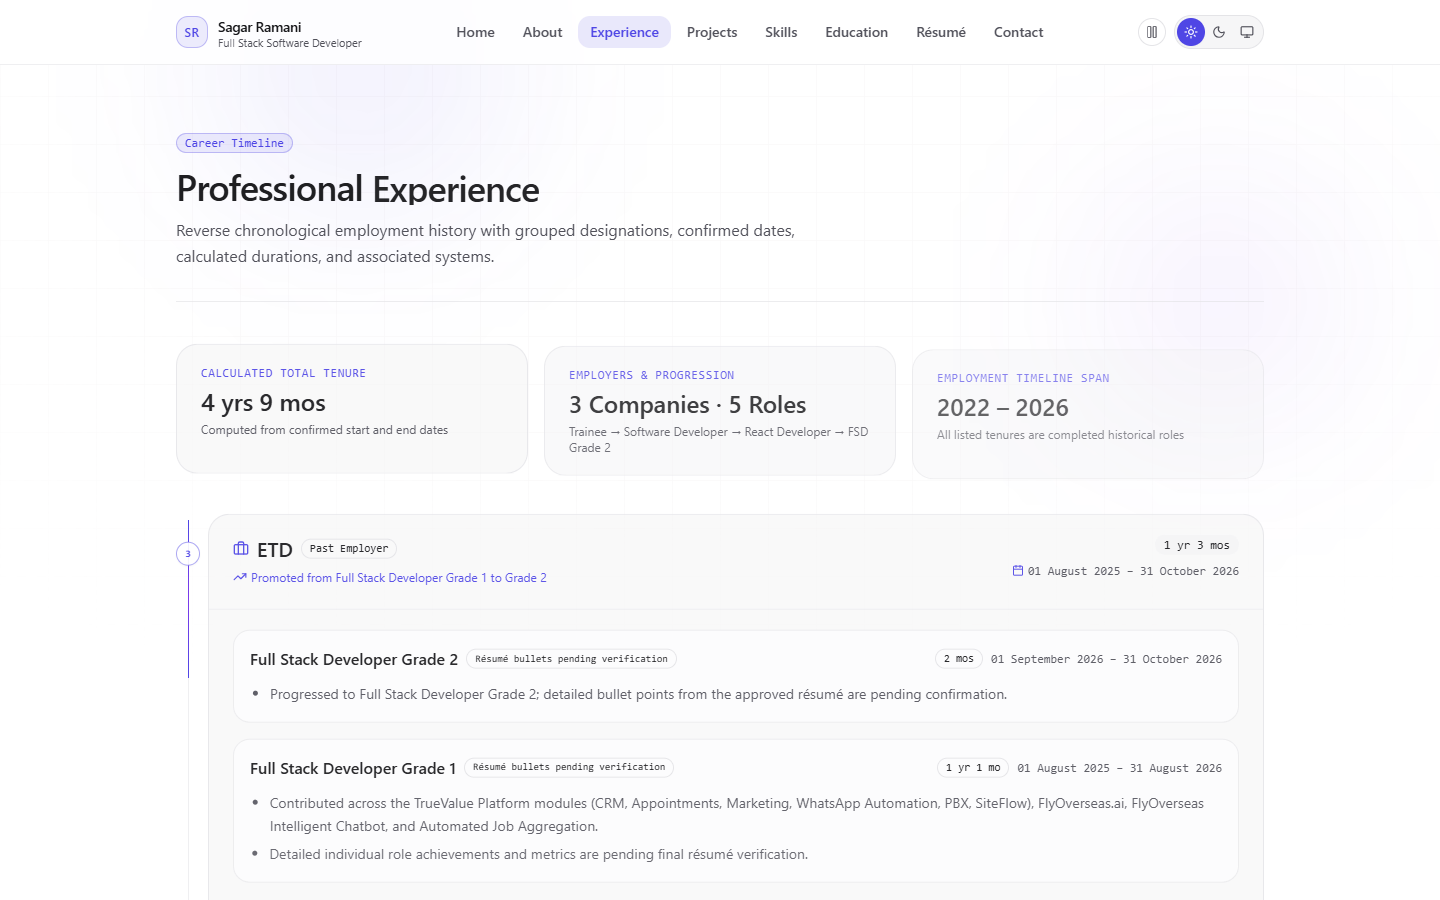 SR
Sagar Ramani
Full Stack Software Developer
Home
About
Experience
Projects
Skills
Education
Résumé
Contact
Career Timeline
Professional Experience
Reverse chronological employment history with grouped designations, confirmed dates,
calculated durations, and associated systems.
CALCULATED TOTAL TENURE
4 yrs 9 mos
Computed from confirmed start and end dates
EMPLOYERS & PROGRESSION
3 Companies · 5 Roles
Trainee → Software Developer → React Developer → FSD
Grade 2
EMPLOYMENT TIMELINE SPAN
2022 – 2026
All listed tenures are completed historical roles
3
ETD
Past Employer
1 yr 3 mos
Promoted from Full Stack Developer Grade 1 to Grade 2
01 August 2025 – 31 October 2026
Full Stack Developer Grade 2
Résumé bullets pending verification
2 mos
01 September 2026 – 31 October 2026
• Progressed to Full Stack Developer Grade 2; detailed bullet points from the approved résumé are pending confirmation.
Full Stack Developer Grade 1
Résumé bullets pending verification
1 yr 1 mo
01 August 2025 – 31 August 2026
• Contributed across the TrueValue Platform modules (CRM, Appointments, Marketing, WhatsApp Automation, PBX, SiteFlow), FlyOverseas.ai, FlyOverseas
Intelligent Chatbot, and Automated Job Aggregation.
• Detailed individual role achievements and metrics are pending final résumé verification.